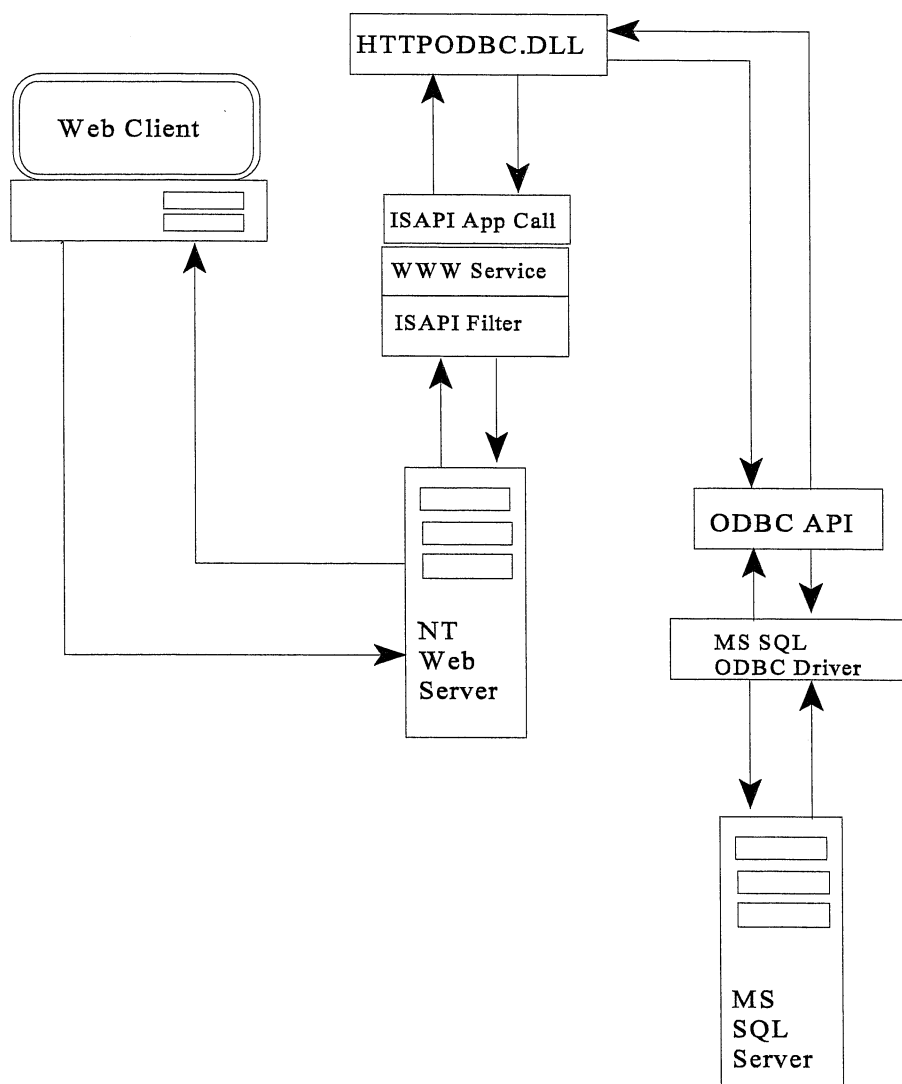 HTTPODBC.DLL
Web Client
ISAPI App Call
WWW Service
ISAPI Filter
ODBC API
NT
Web
Server
MS SQL
ODBC Driver
MS
SQL
Server